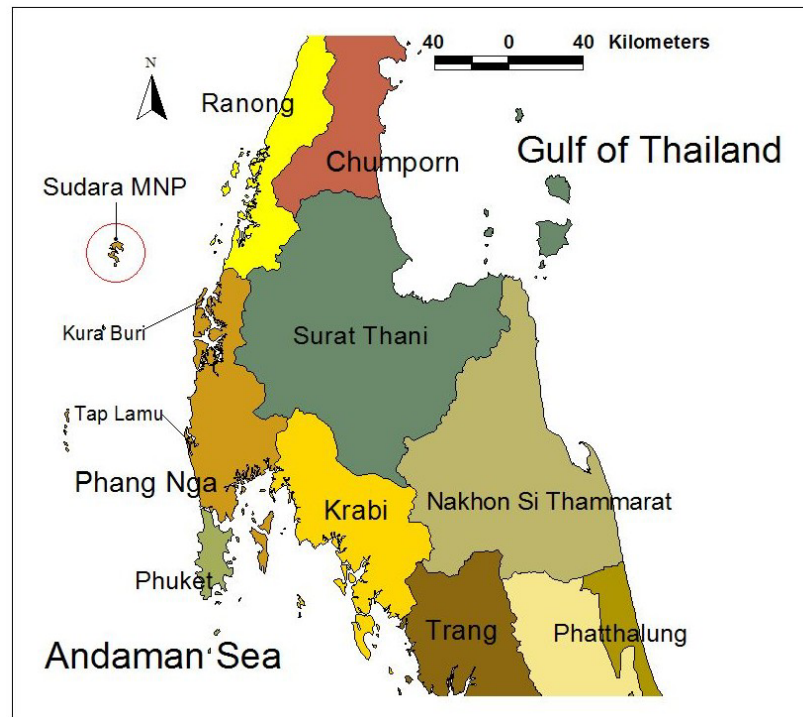 40 0 40 Kilometers
N
Ranong
Chumporn
Gulf of Thailand
Sudara MNP
Kura Buri
Surat Thani
Tap Lamu
Phang Nga
Krabi
Nakhon Si Thammarat
Phuket
Trang
Phatthalung
Andaman Sea